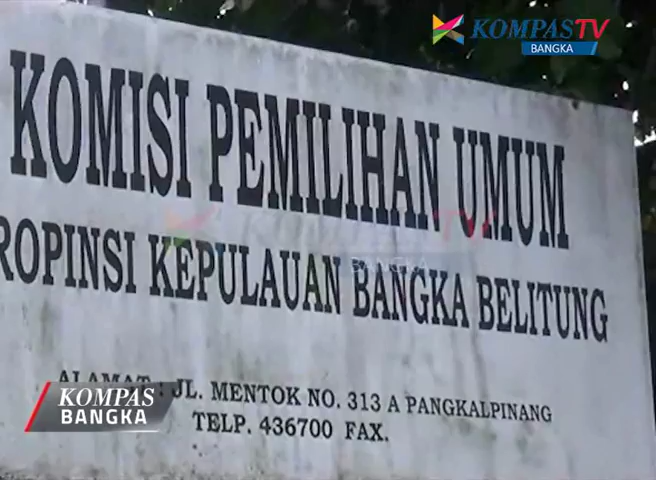 KOMPAS TV
BANGKA
KOMISI PEMILIHAN UMUM
ROPINSI KEPULAUAN BANGKA BELITUNG
BANGKA
ALAMAT : JL. MENTOK NO. 313 A PANGKALPINANG
TELP. 436700 FAX.
KOMPAS
BANGKA